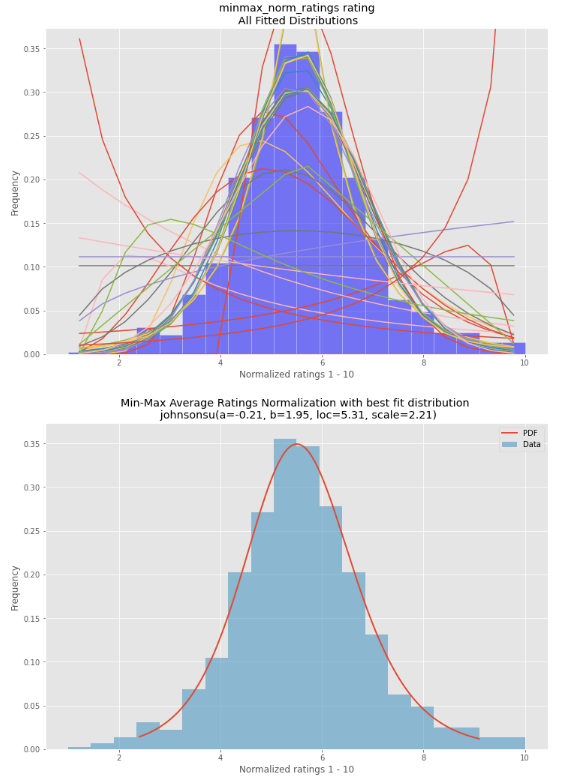 minmax_norm_ratings rating
All Fitted Distributions
0.35
0.30
0.25
0.20
0.15
0.10
0.05
0.00
Frequency
2
4
6
8
10
Normalized ratings 1 - 10
Min-Max Average Ratings Normalization with best fit distribution
johnsonsu(a=-0.21, b=1.95, loc=5.31, scale=2.21)
PDF
Data
0.35
0.30
0.25
0.20
0.15
0.10
0.05
0.00
Frequency
2
4
6
8
10
Normalized ratings 1 - 10